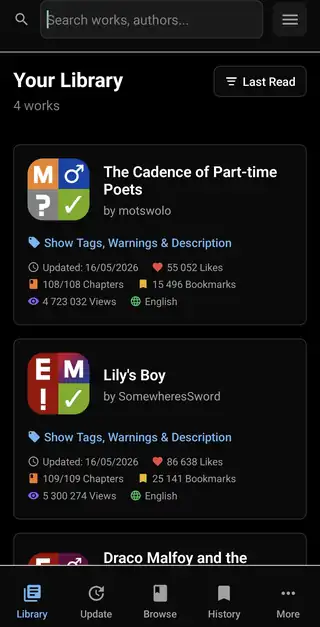 Search works, authors...
Your Library
Last Read
4 works
M
?
The Cadence of Part-time
Poets
by motswolo
Show Tags, Warnings & Description
Updated: 16/05/2026 55 052 Likes
108/108 Chapters 15 496 Bookmarks
4 723 032 Views English
E M
!
Lily's Boy
by SomewheresSword
Show Tags, Warnings & Description
Updated: 16/05/2026 86 638 Likes
109/109 Chapters 25 141 Bookmarks
5 300 274 Views English
Draco Malfoy and the
Library Update Browse History More